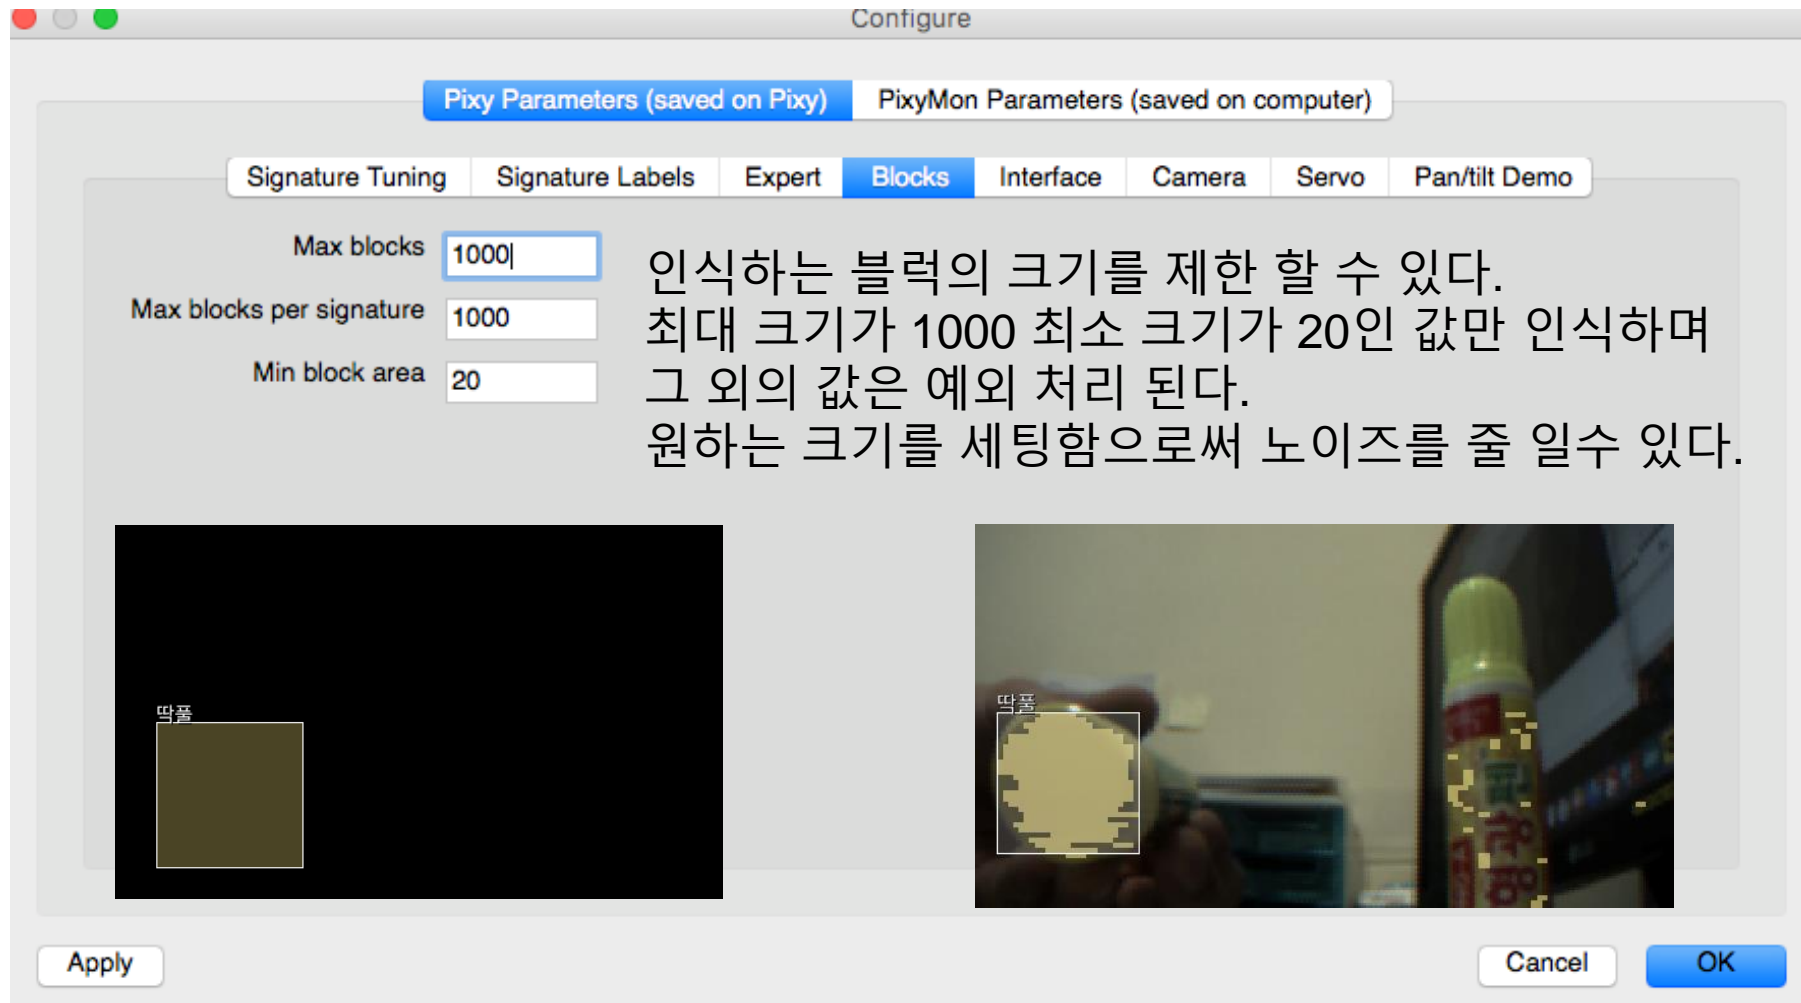 Configure
Pixy Parameters (saved on Pixy)
PixyMon Parameters (saved on computer)
Signature Tuning
Signature Labels
Expert
Blocks
Interface
Camera
Servo
Pan/tilt Demo
Max blocks
1000
Max blocks per signature
1000
Min block area
20
인식하는 블럭의 크기를 제한 할 수 있다.
최대 크기가 1000 최소 크기가 20인 값만 인식하며
그 외의 값은 예외 처리 된다.
원하는 크기를 세팅함으로써 노이즈를 줄 일수 있다.
딱풀
딱풀
Apply
Cancel
OK